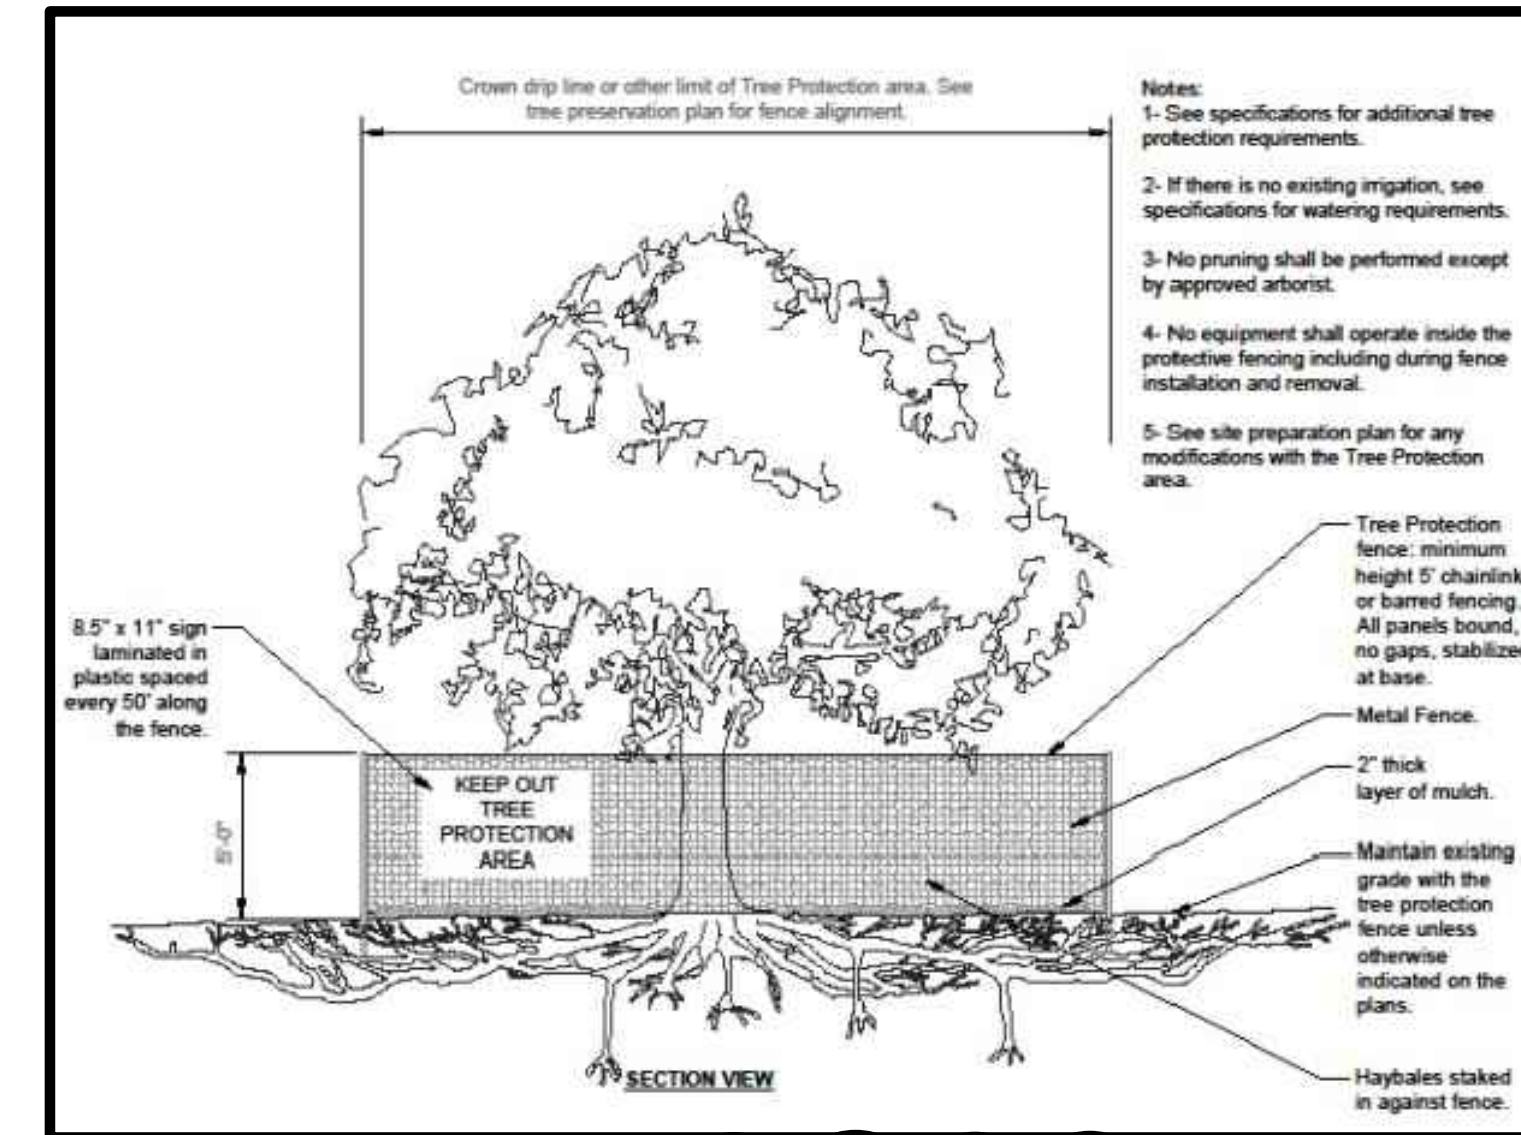 Crown drip line or other limit of Tree Protection area. See
tree preservation plan for fence alignment.
Notes:
1- See specifications for additional tree
protection requirements.
2- If there is no existing irrigation, see
specifications for watering requirements.
3- No pruning shall be performed except
by approved arborist.
4- No equipment shall operate inside the
protective fencing including during fence
installation and removal.
5- See site preparation plan for any
modifications with the Tree Protection
area.
Tree Protection
fence: minimum
height 5' chainlink
or barred fencing.
All panels bound,
no gaps, stabilized
at base.
8.5" x 11" sign
laminated in
plastic spaced
every 50' along
the fence.
Metal Fence.
2" thick
layer of mulch.
KEEP OUT
TREE
PROTECTION
AREA
5'-0"
Maintain existing
grade with the
tree protection
fence unless
otherwise
indicated on the
plans.
Haybales staked
in against fence.
SECTION VIEW